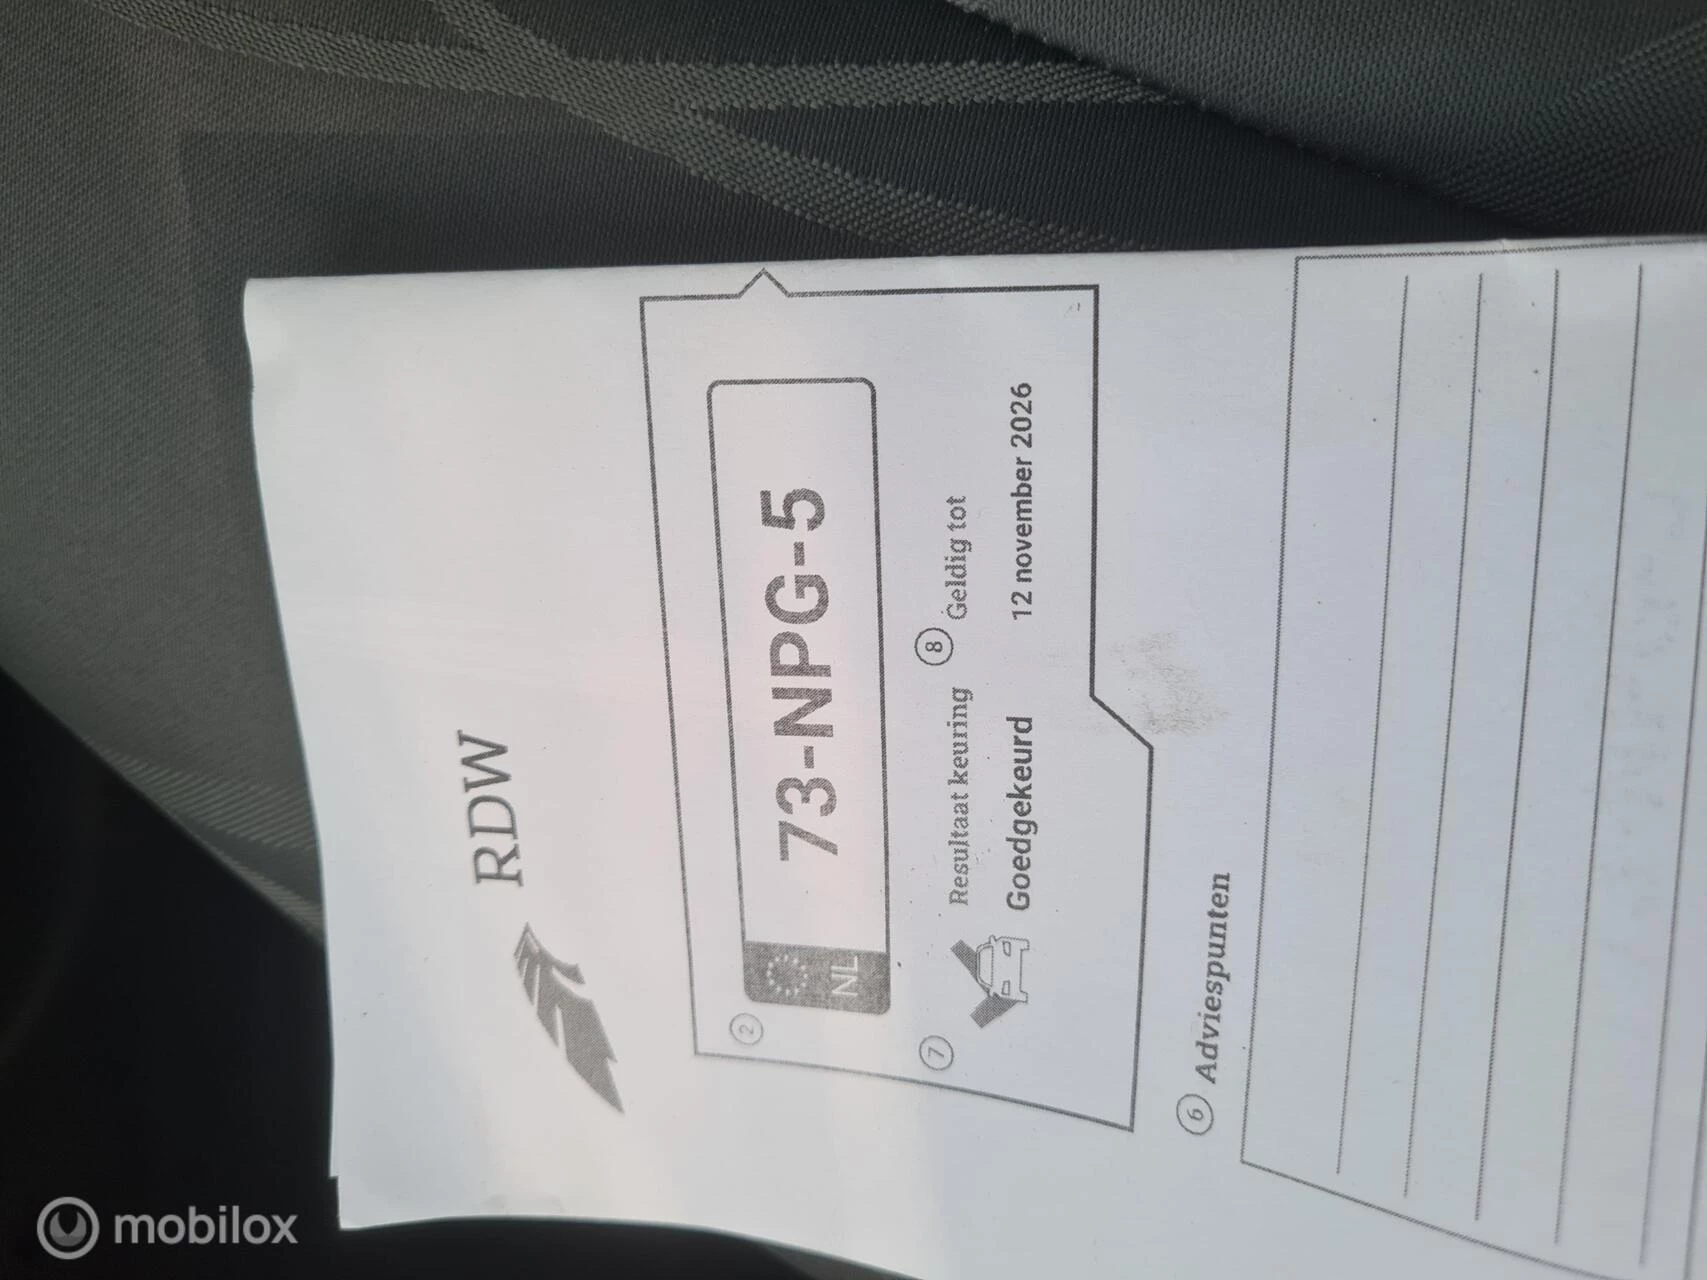 RDW
2
NL
73-NPG-5
7 Resultaat keuring
Goedgekeurd
8 Geldig tot
12 november 2026
6 Adviespunten
mobilox